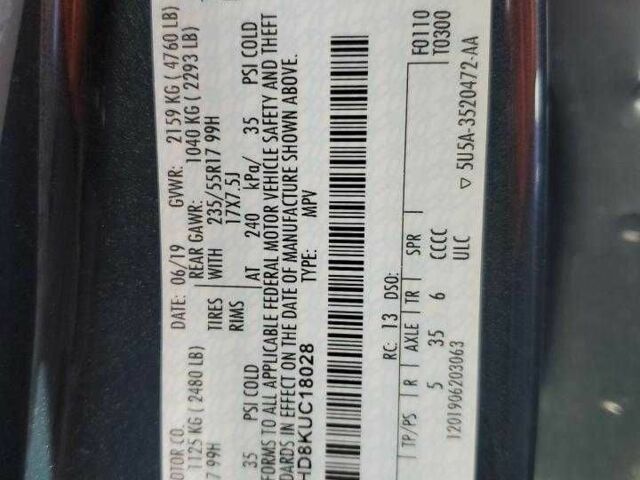 OTOR CO. DATE: 06/19 GVWR: 2159 KG ( 4760 LB)
1125 KG ( 2480 LB) REAR GAWR: 1040 KG ( 2293 LB)
7 99H TIRES WITH 235/55R17 99H
RIMS 17X7.5J
35 PSI COLD AT 240 kPa/ 35 PSI COLD
FORMS TO ALL APPLICABLE FEDERAL MOTOR VEHICLE SAFETY AND THEFT
DARDS IN EFFECT ON THE DATE OF MANUFACTURE SHOWN ABOVE.
HD8KUC18028 TYPE: MPV
F0110
RC: 13 DSO: T0300
TP/PS R AXLE TR SPR
5 35 6 CCCC
1201906203063 ULC ▽ 5U5A-3520472-AA